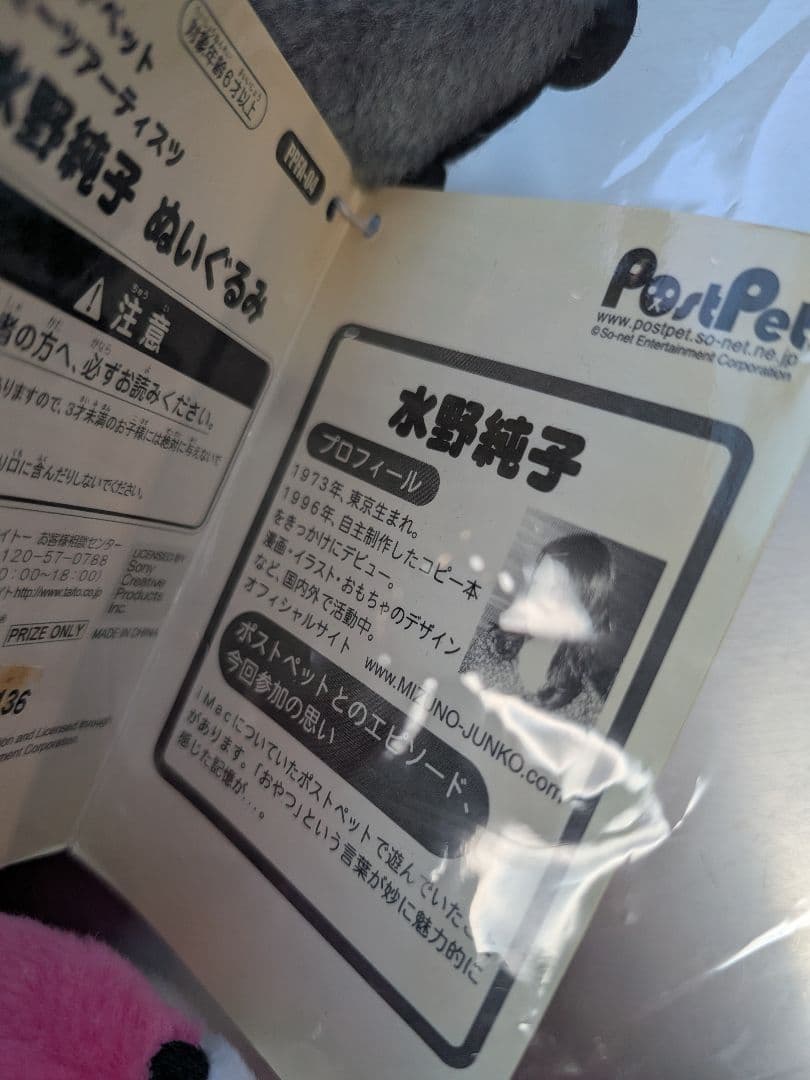 ペット
ーツアーティスツ
水野純子 ぬいぐるみ
対象年齢6才以上
PPH-04
注意
者の方へ、必ずお読みください。
りますので、3才未満のお子様には絶対に与えないで
り口に含んだりしないでください。
イトー お客様相談センター
120-57-0788
0:00~18:00)
http://www.taito.co.jp
PRIZE ONLY
LICENSED BY
Sony
Creative
Products
Inc.
MADE IN CHINA
136
PostPet
www.postpet.so-net.ne.jp
©So-net Entertainment Corporation
水野純子
プロフィール
1973年、東京生まれ。
1996年、自主制作したコピー本
をきっかけにデビュー。
漫画・イラスト・おもちゃのデザイン
など、国内外で活動中。
オフィシャルサイト www.MIZUNO-JUNKO.com
ポストペットとのエピソード、
今回参加の思い
iMacについていたポストペットで遊んでいたこ
があります。「おやつ」という言葉が妙に魅力的に
感じた記憶が…。